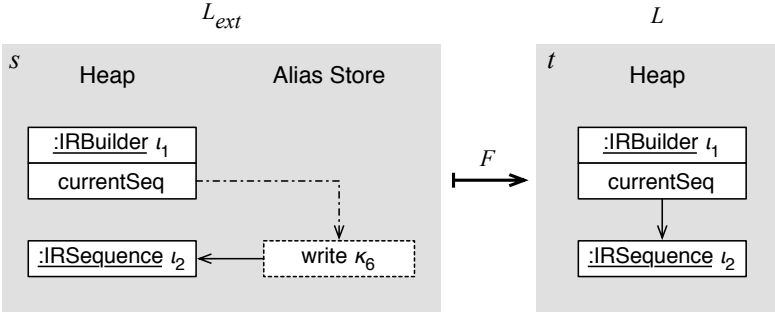 L_ext L
s t
Heap Alias Store Heap
:IRBuilder ι₁ :IRBuilder ι₁
currentSeq F currentSeq
:IRSequence ι₂ write κ₆ :IRSequence ι₂